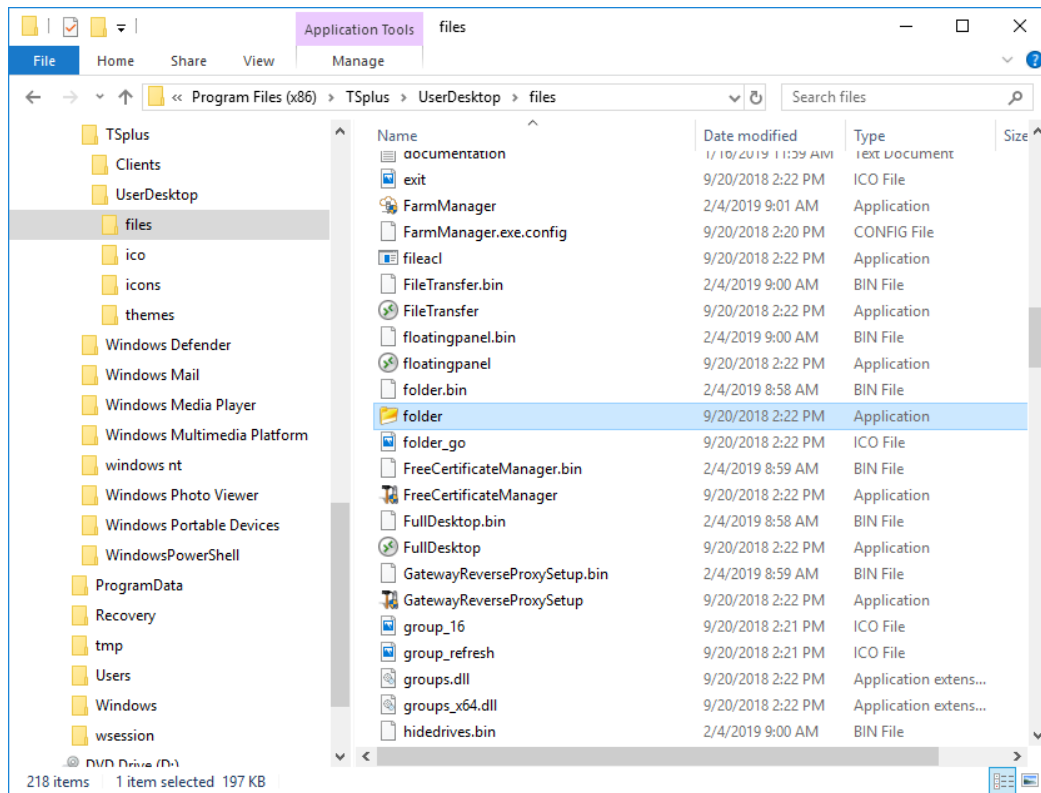 Application Tools files
File Home Share View Manage
« Program Files (x86) > TSplus > UserDesktop > files Search files
TSplus
Clients
UserDesktop
files
ico
icons
themes
Windows Defender
Windows Mail
Windows Media Player
Windows Multimedia Platform
windows nt
Windows Photo Viewer
Windows Portable Devices
WindowsPowerShell
ProgramData
Recovery
tmp
Users
Windows
wsession
DVD Drive (D:)
Name Date modified Type Size
documentation 1/16/2019 11:59 AM Text Document
exit 9/20/2018 2:22 PM ICO File
FarmManager 2/4/2019 9:01 AM Application
FarmManager.exe.config 9/20/2018 2:20 PM CONFIG File
fileacl 9/20/2018 2:22 PM Application
FileTransfer.bin 2/4/2019 9:00 AM BIN File
FileTransfer 9/20/2018 2:22 PM Application
floatingpanel.bin 2/4/2019 9:00 AM BIN File
floatingpanel 9/20/2018 2:22 PM Application
folder.bin 2/4/2019 8:58 AM BIN File
folder 9/20/2018 2:22 PM Application
folder_go 9/20/2018 2:22 PM ICO File
FreeCertificateManager.bin 2/4/2019 8:59 AM BIN File
FreeCertificateManager 9/20/2018 2:22 PM Application
FullDesktop.bin 2/4/2019 8:58 AM BIN File
FullDesktop 9/20/2018 2:22 PM Application
GatewayReverseProxySetup.bin 2/4/2019 8:59 AM BIN File
GatewayReverseProxySetup 9/20/2018 2:22 PM Application
group_16 9/20/2018 2:21 PM ICO File
group_refresh 9/20/2018 2:21 PM ICO File
groups.dll 9/20/2018 2:22 PM Application extens...
groups_x64.dll 9/20/2018 2:22 PM Application extens...
hidedrives.bin 2/4/2019 9:00 AM BIN File
218 items 1 item selected 197 KB